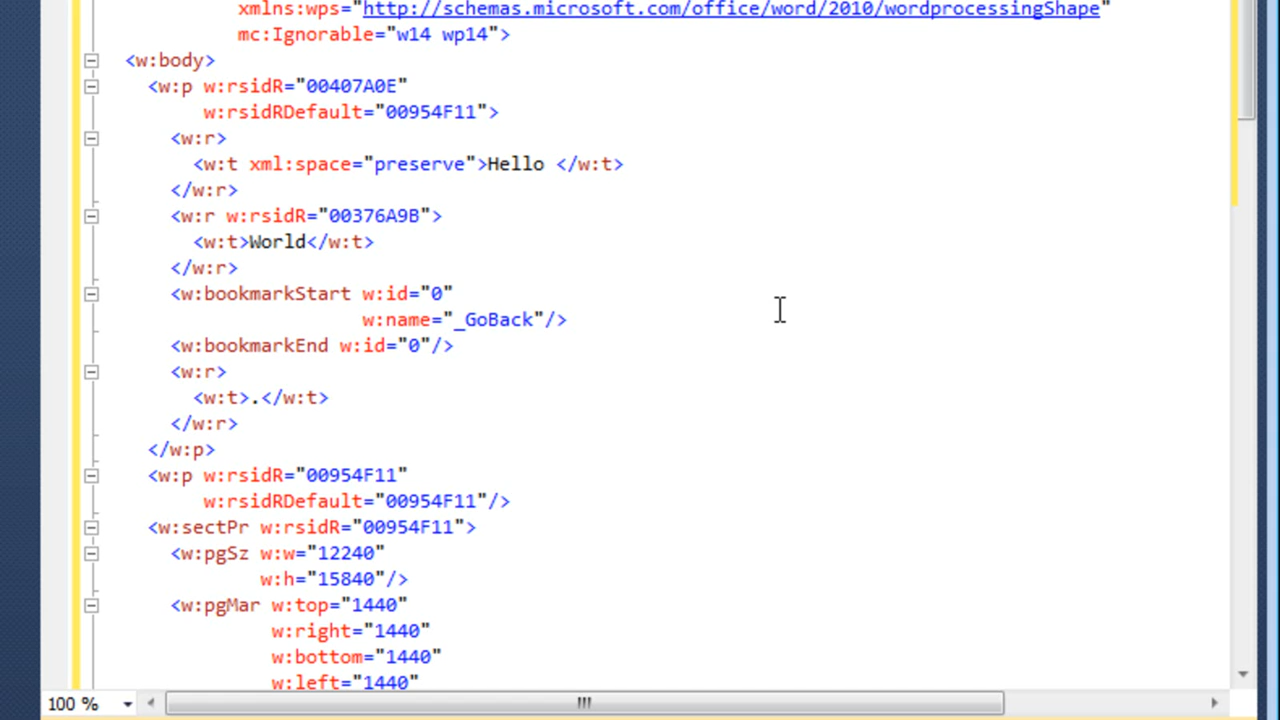 xmlns:wps="http://schemas.microsoft.com/office/word/2010/wordprocessingShape"
mc:Ignorable="w14 wp14">
<w:body>
<w:p w:rsidR="00407A0E"
w:rsidRDefault="00954F11">
<w:r>
<w:t xml:space="preserve">Hello </w:t>
</w:r>
<w:r w:rsidR="00376A9B">
<w:t>World</w:t>
</w:r>
<w:bookmarkStart w:id="0"
w:name="_GoBack"/>
<w:bookmarkEnd w:id="0"/>
<w:r>
<w:t>.</w:t>
</w:r>
</w:p>
<w:p w:rsidR="00954F11"
w:rsidRDefault="00954F11"/>
<w:sectPr w:rsidR="00954F11">
<w:pgSz w:w="12240"
w:h="15840"/>
<w:pgMar w:top="1440"
w:right="1440"
w:bottom="1440"
w:left="1440"
100 %